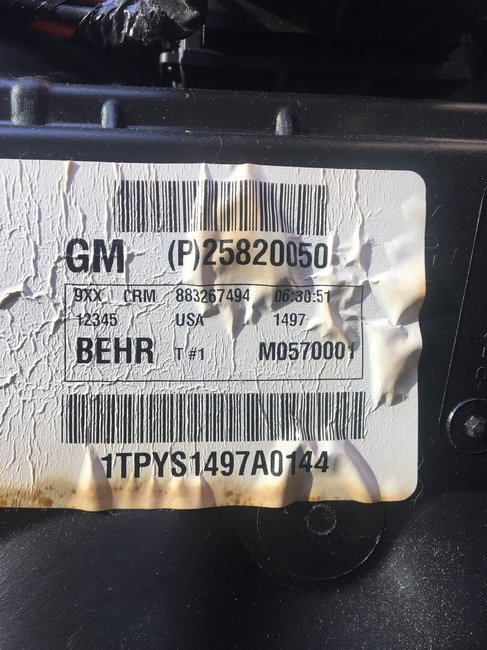 GM (P)25820050
9XX CRM 883267494 06:30:51
12345 USA 1497
BEHR T #1 M0570001
1TPYS1497A0144